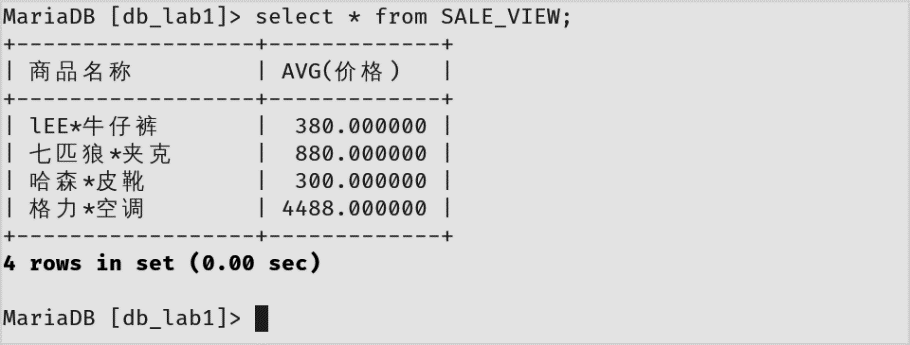 MariaDB [db_lab1]> select * from SALE_VIEW;
+------------------+-------------+
| 商品名称 | AVG(价格) |
+------------------+-------------+
| lEE*牛仔裤 | 380.000000 |
| 七匹狼*夹克 | 880.000000 |
| 哈森*皮靴 | 300.000000 |
| 格力*空调 | 4488.000000 |
+------------------+-------------+
4 rows in set (0.00 sec)
MariaDB [db_lab1]>